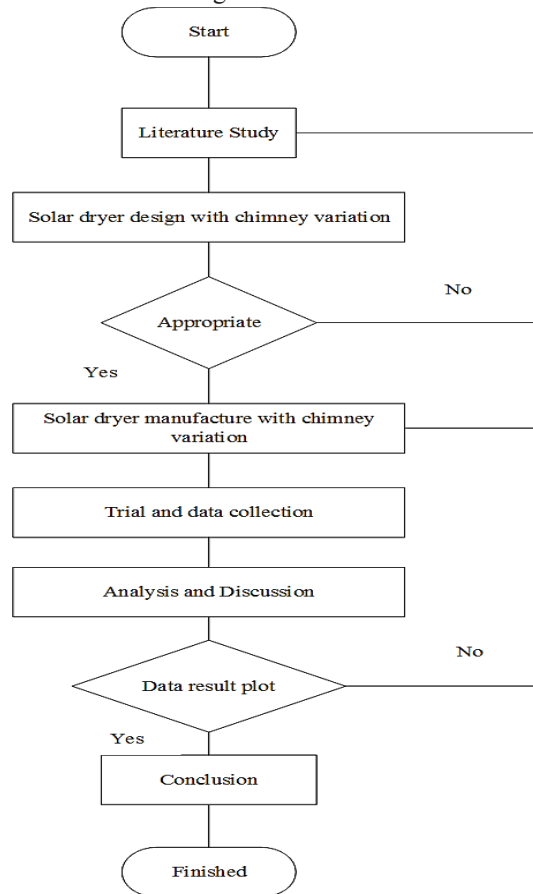 Start
Literature Study
Solar dryer design with chimney variation
No
Appropriate
Yes
Solar dryer manufacture with chimney
variation
Trial and data collection
Analysis and Discussion
No
Data result plot
Yes
Conclusion
Finished